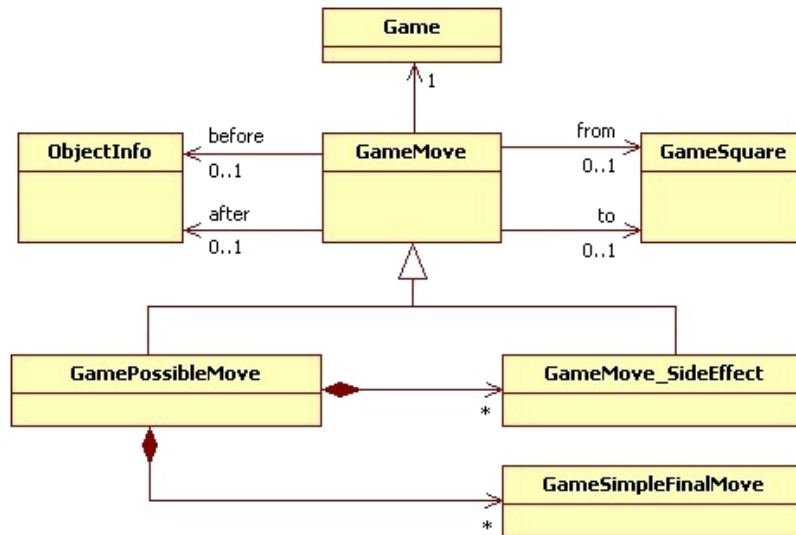 Game
1
before
from
ObjectInfo
GameMove
GameSquare
0..1
0..1
after
to
0..1
0..1
GamePossibleMove
GameMove_SideEffect
*
GameSimpleFinalMove
*